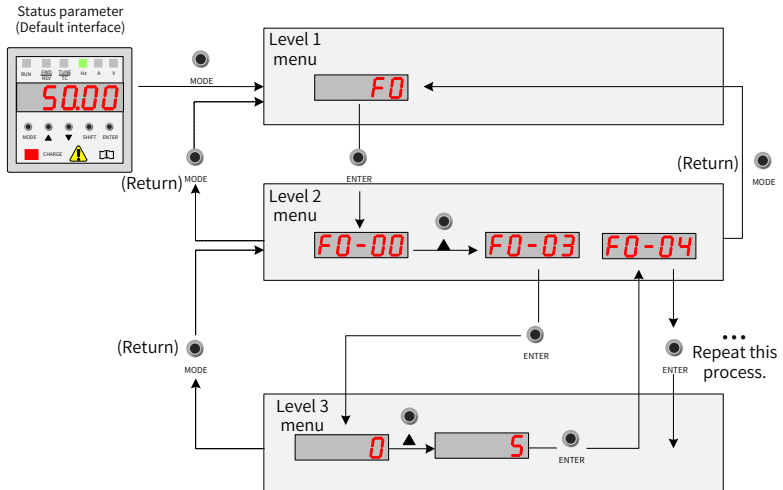 Status parameter
(Default interface)
RUN FWD/REV TUNE/TC Hz A V
50.00
MODE ▲ ▼ SHIFT ENTER
CHARGE
MODE
Level 1
menu
F0
ENTER
(Return) MODE
(Return)
MODE
Level 2
menu
F0-00
▲
F0-03
F0-04
ENTER
(Return)
MODE
...
Repeat this
process.
ENTER
Level 3
menu
0
▲
5
ENTER